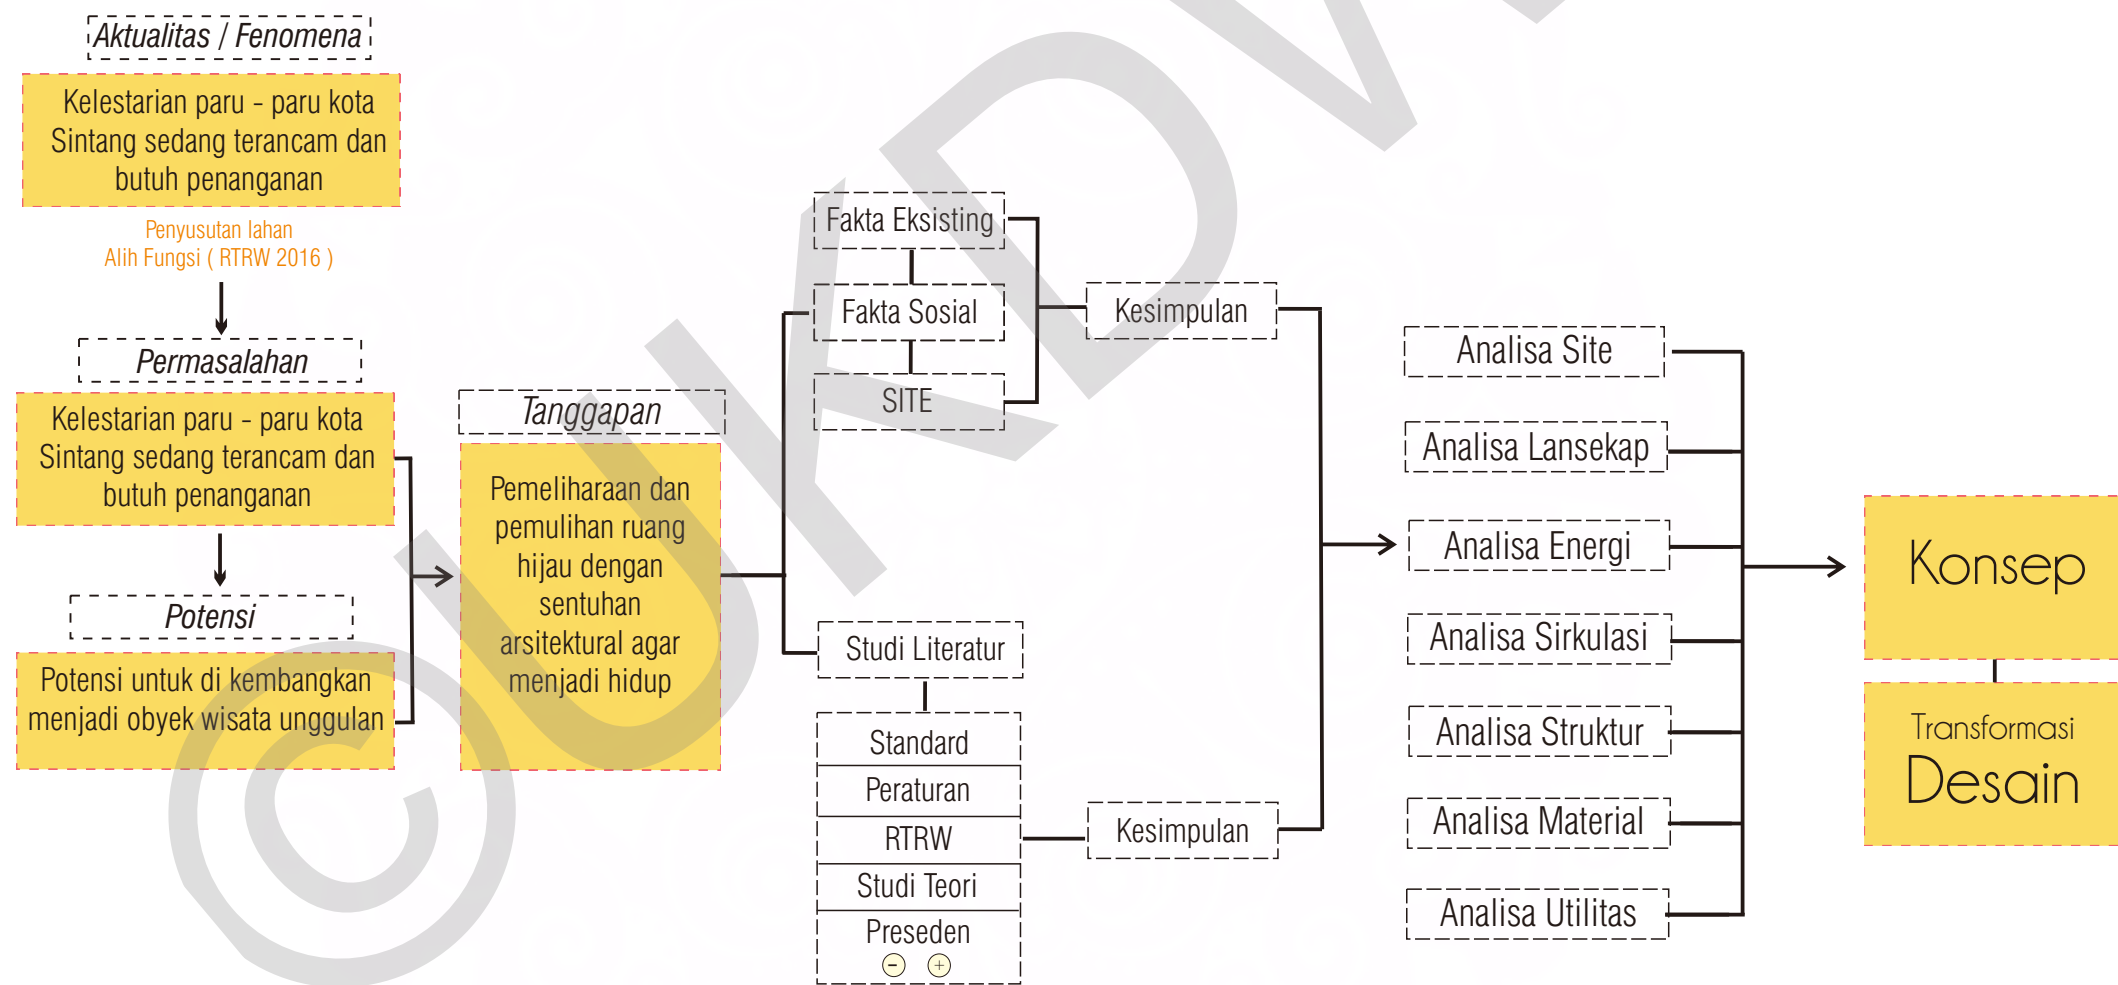 Aktualitas / Fenomena
Kelestarian paru - paru kota
Sintang sedang terancam dan
butuh penanganan
Penyusutan lahan
Alih Fungsi ( RTRW 2016 )
Permasalahan
Kelestarian paru - paru kota
Sintang sedang terancam dan
butuh penanganan
Potensi
Potensi untuk di kembangkan
menjadi obyek wisata unggulan
Tanggapan
Pemeliharaan dan
pemulihan ruang
hijau dengan
sentuhan
arsitektural agar
menjadi hidup
Fakta Eksisting
Fakta Sosial
SITE
Kesimpulan
Studi Literatur
Standard
Peraturan
RTRW
Studi Teori
Preseden
- +
Kesimpulan
Analisa Site
Analisa Lansekap
Analisa Energi
Analisa Sirkulasi
Analisa Struktur
Analisa Material
Analisa Utilitas
Konsep
Transformasi
Desain
©UKDW